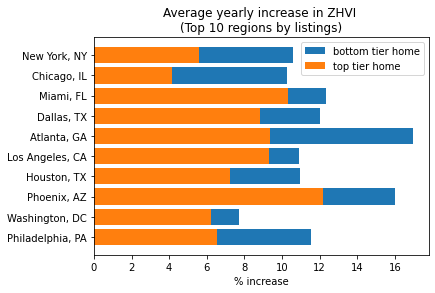 Average yearly increase in ZHVI
(Top 10 regions by listings)
bottom tier home
top tier home
New York, NY
Chicago, IL
Miami, FL
Dallas, TX
Atlanta, GA
Los Angeles, CA
Houston, TX
Phoenix, AZ
Washington, DC
Philadelphia, PA
0 2 4 6 8 10 12 14 16
% increase